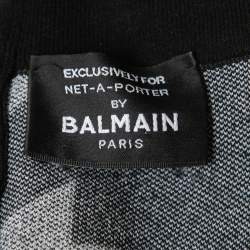 EXCLUSIVELY FOR
NET-A-PORTER
BY
BALMAIN
PARIS